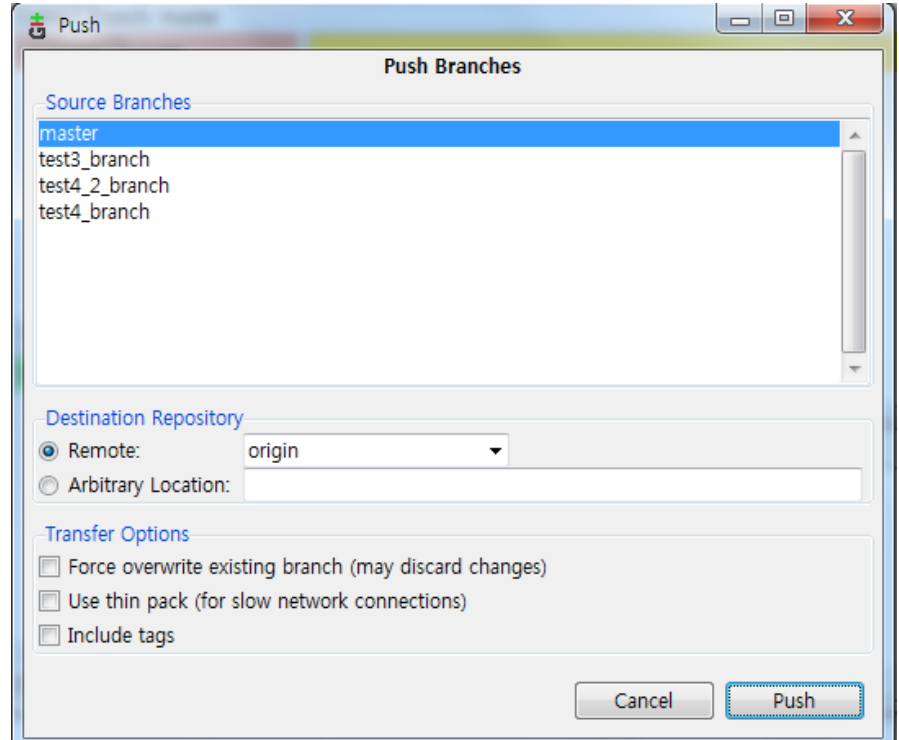 Push
Push Branches
Source Branches
master
test3_branch
test4_2_branch
test4_branch
Destination Repository
Remote: origin
Arbitrary Location:
Transfer Options
Force overwrite existing branch (may discard changes)
Use thin pack (for slow network connections)
Include tags
Cancel Push